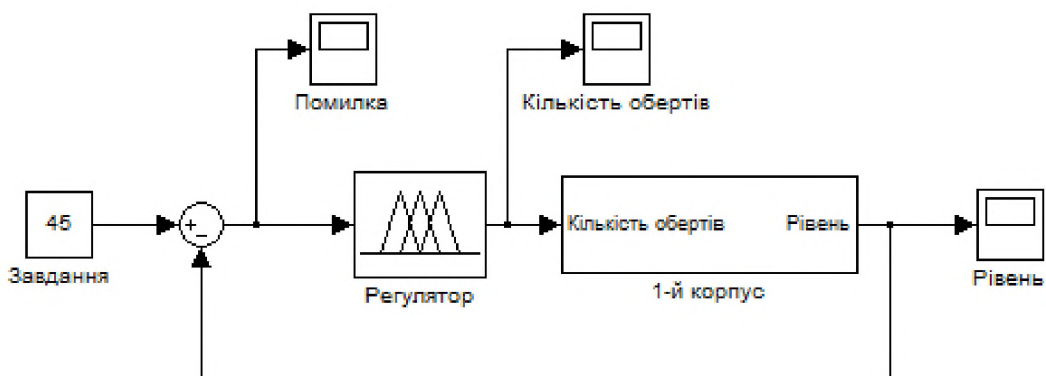 Помилка
Кількість обертів
45
+
−
Завдання
Регулятор
Кількість обертів
Рівень
1-й корпус
Рівень